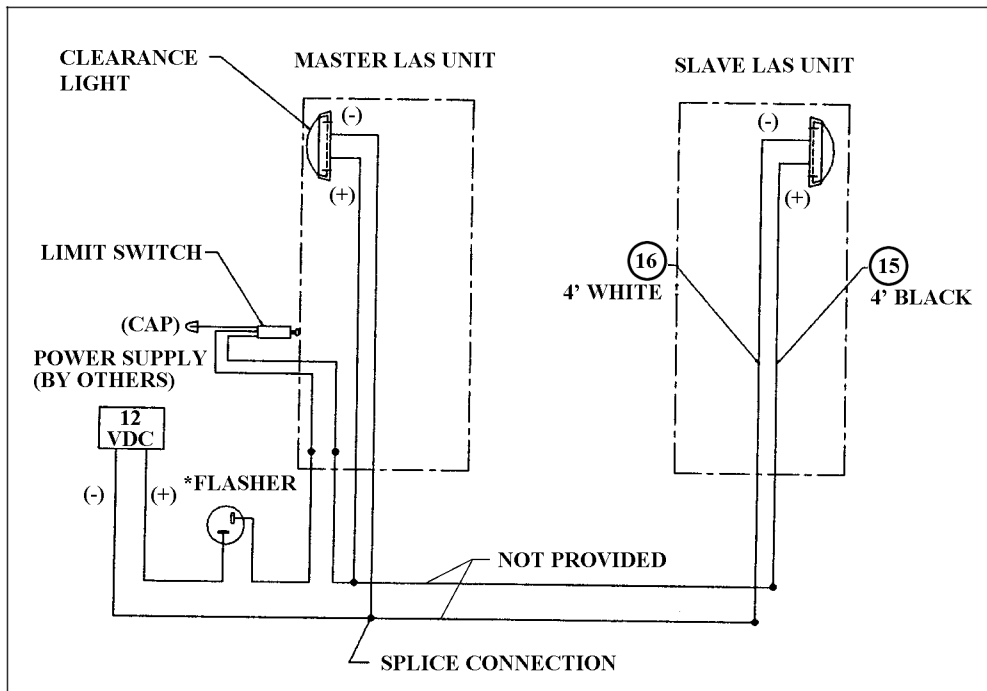 CLEARANCE
LIGHT
MASTER LAS UNIT
SLAVE LAS UNIT
(-)
(+)
(-)
(+)
LIMIT SWITCH
(CAP)
16
4' WHITE
15
4' BLACK
POWER SUPPLY
(BY OTHERS)
12
VDC
(-)
(+)
*FLASHER
NOT PROVIDED
SPLICE CONNECTION